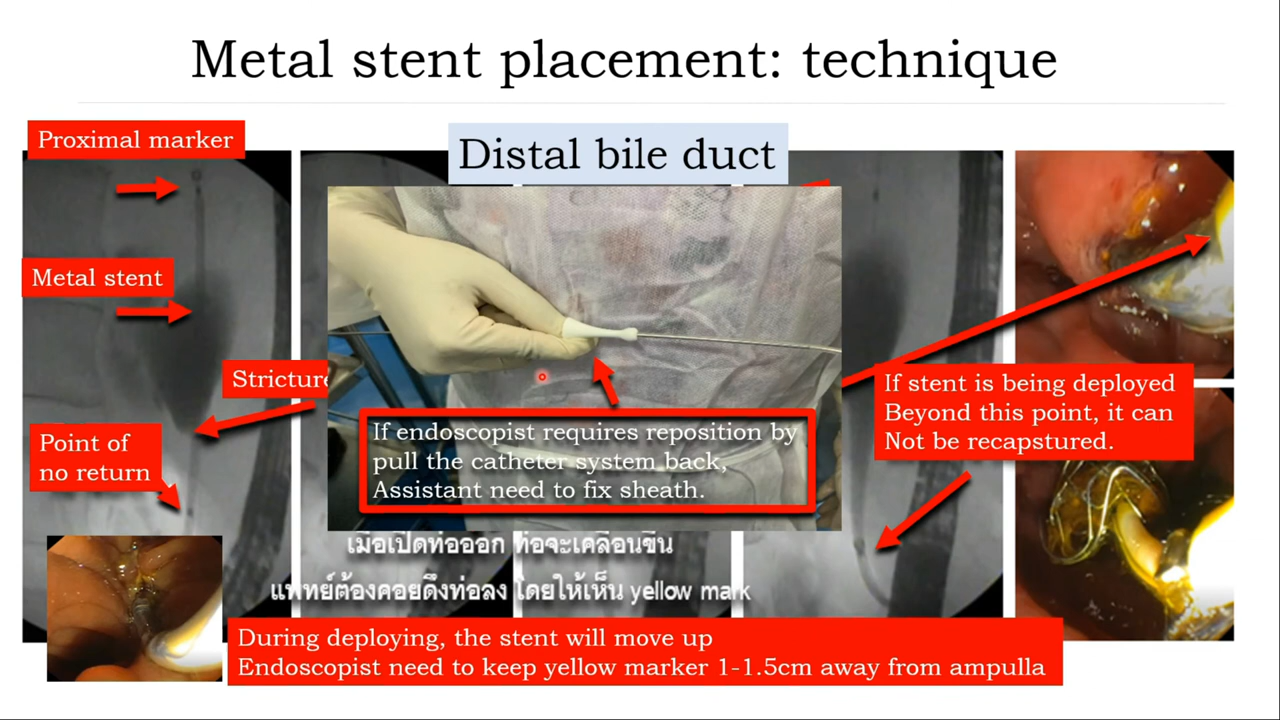 Metal stent placement: technique
Proximal marker
Distal bile duct
Metal stent
Stricture
Point of
no return
If endoscopist requires reposition by
pull the catheter system back,
Assistant need to fix sheath.
If stent is being deployed
Beyond this point, it can
Not be recapstured.
เมื่อเปิดท่อออก ท่อจะเคลื่อนขึ้น
แพทย์ต้องคอยดึงท่อลง โดยให้เห็น yellow mark
During deploying, the stent will move up
Endoscopist need to keep yellow marker 1-1.5cm away from ampulla